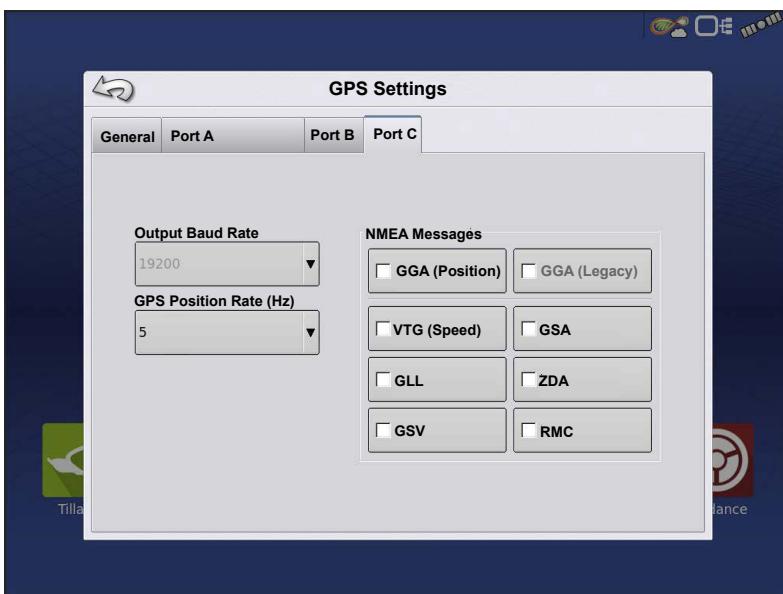 GPS Settings
General Port A Port B Port C
Output Baud Rate
19200
GPS Position Rate (Hz)
5
NMEA Messages
GGA (Position) GGA (Legacy)
VTG (Speed) GSA
GLL ZDA
GSV RMC
Tilla
dance